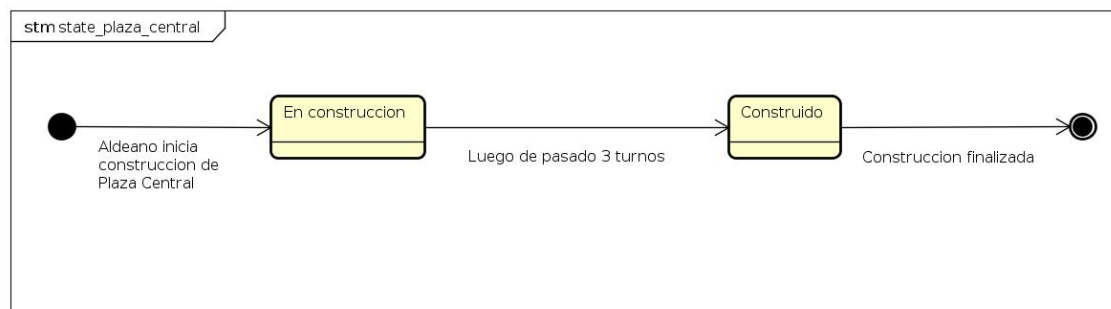 stm state_plaza_central
En construccion
Construido
Aldeano inicia
construccion de
Plaza Central
Luego de pasado 3 turnos
Construccion finalizada